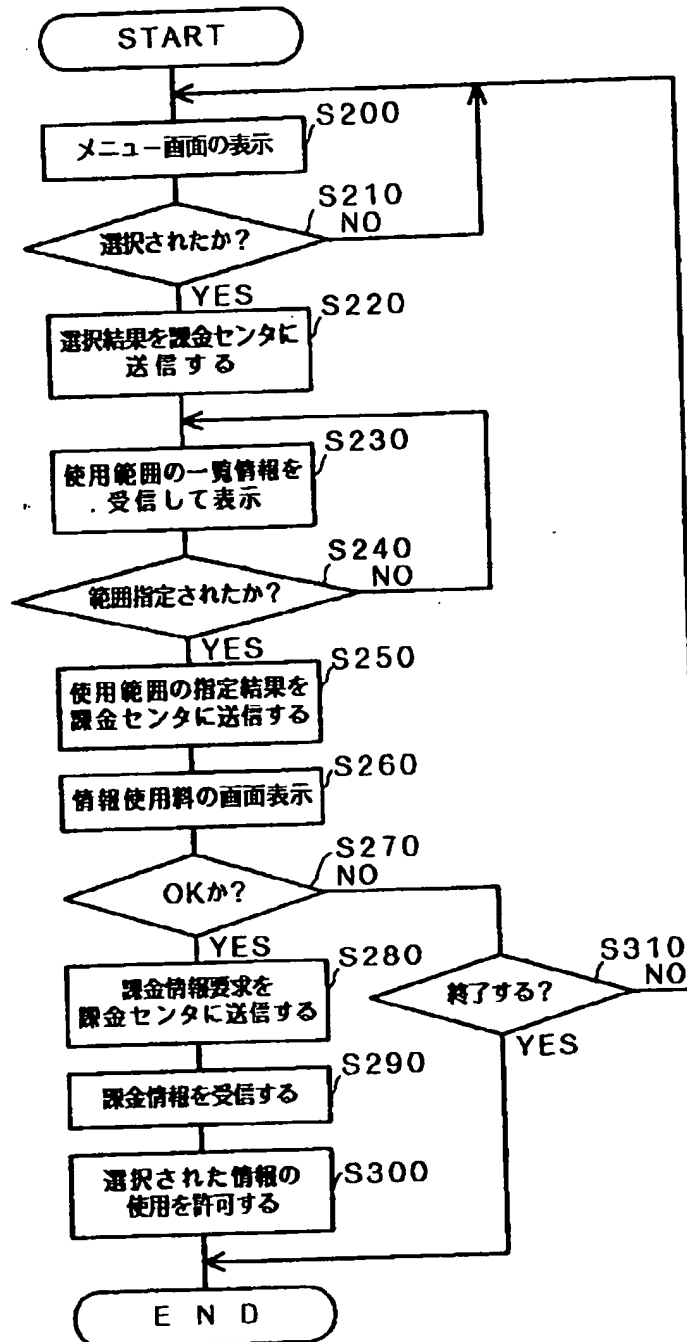 START
S200
メニュー画面の表示
S210
選択されたか?
NO
YES
S220
選択結果を課金センタに
送信する
S230
使用範囲の一覧情報を
受信して表示
S240
範囲指定されたか?
NO
YES
S250
使用範囲の指定結果を
課金センタに送信する
S260
情報使用料の画面表示
S270
OKか?
NO
YES
S280
課金情報要求を
課金センタに送信する
S310
終了する?
NO
YES
S290
課金情報を受信する
S300
選択された情報の
使用を許可する
END